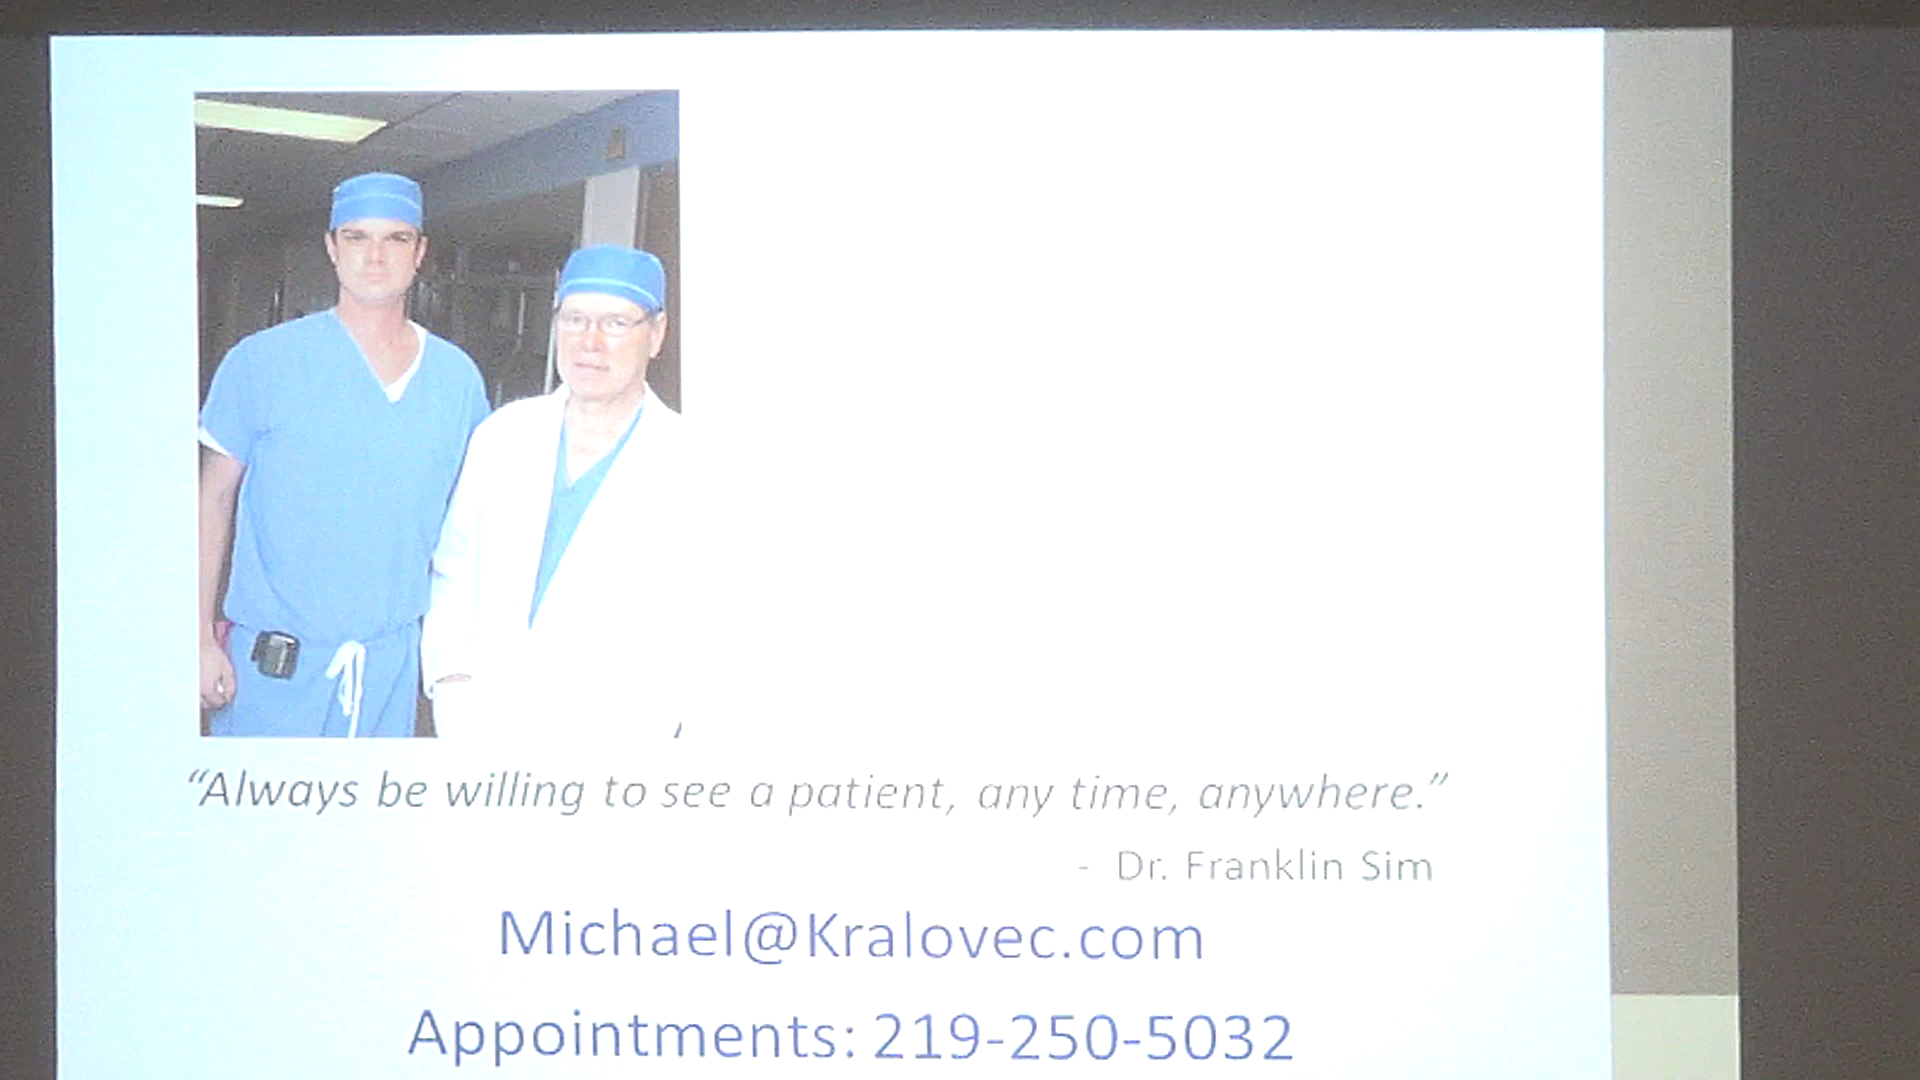 “Always be willing to see a patient, any time, anywhere.”
- Dr. Franklin Sim
Michael@Kralovec.com
Appointments: 219-250-5032